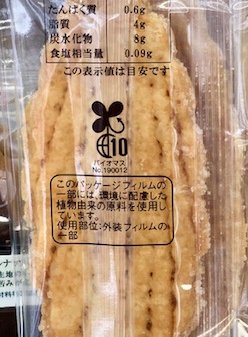 たんぱく質 0.6g
脂質 4g
炭水化物 8g
食塩相当量 0.09g
この表示値は目安です
10
バイオマス
No.190012
このパッケージフィルムの
一部には、環境に配慮した
植物由来の原料を使用し
ています。
使用部位:外装フィルムの
一部